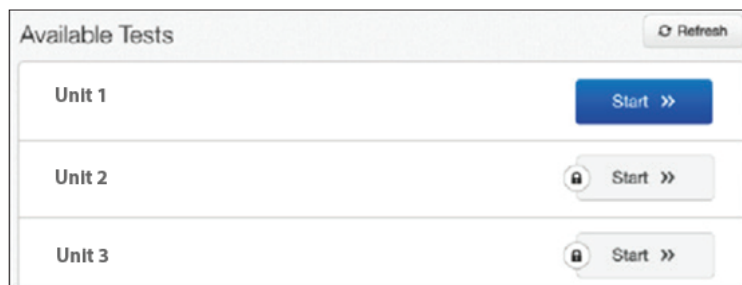 Available Tests
Refresh
Unit 1
Start »
Unit 2
Start »
Unit 3
Start »